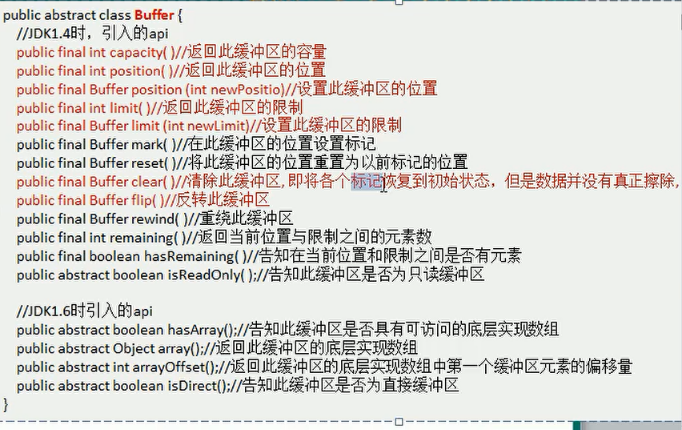 public abstract class Buffer {
//JDK1.4时，引入的api
public final int capacity( )//返回此缓冲区的容量
public final int position( )//返回此缓冲区的位置
public final Buffer position (int newPositio)//设置此缓冲区的位置
public final int limit( )//返回此缓冲区的限制
public final Buffer limit (int newLimit)//设置此缓冲区的限制
public final Buffer mark( )//在此缓冲区的位置设置标记
public final Buffer reset( )//将此缓冲区的位置重置为以前标记的位置
public final Buffer clear( )//清除此缓冲区, 即将各个标记恢复到初始状态，但是数据并没有真正擦除,
public final Buffer flip( )//反转此缓冲区
public final Buffer rewind( )//重绕此缓冲区
public final int remaining( )//返回当前位置与限制之间的元素数
public final boolean hasRemaining( )//告知在当前位置和限制之间是否有元素
public abstract boolean isReadOnly( );//告知此缓冲区是否为只读缓冲区
//JDK1.6时引入的api
public abstract boolean hasArray();//告知此缓冲区是否具有可访问的底层实现数组
public abstract Object array();//返回此缓冲区的底层实现数组
public abstract int arrayOffset();//返回此缓冲区的底层实现数组中第一个缓冲区元素的偏移量
public abstract boolean isDirect();//告知此缓冲区是否为直接缓冲区
}